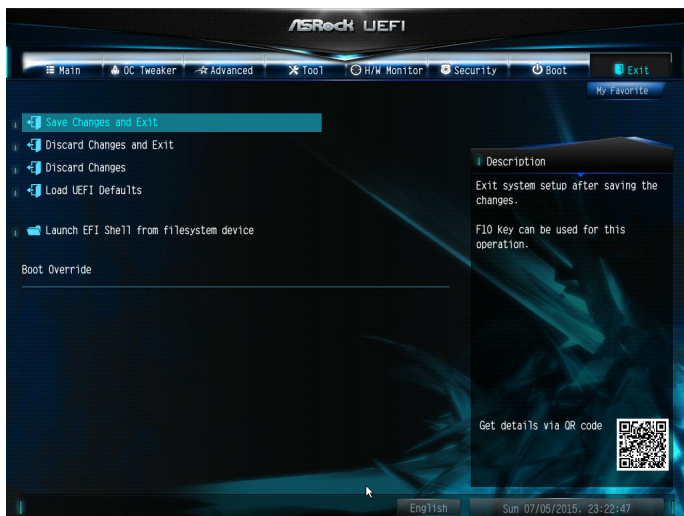 ASRock UEFI
Main OC Tweaker Advanced Tool H/W Monitor Security Boot Exit
My Favorite
Save Changes and Exit
Discard Changes and Exit
Discard Changes
Load UEFI Defaults
Launch EFI Shell from filesystem device
Boot Override
Description
Exit system setup after saving the
changes.
F10 key can be used for this
operation.
Get details via QR code
English
Sun 07/05/2015. 23:22:47